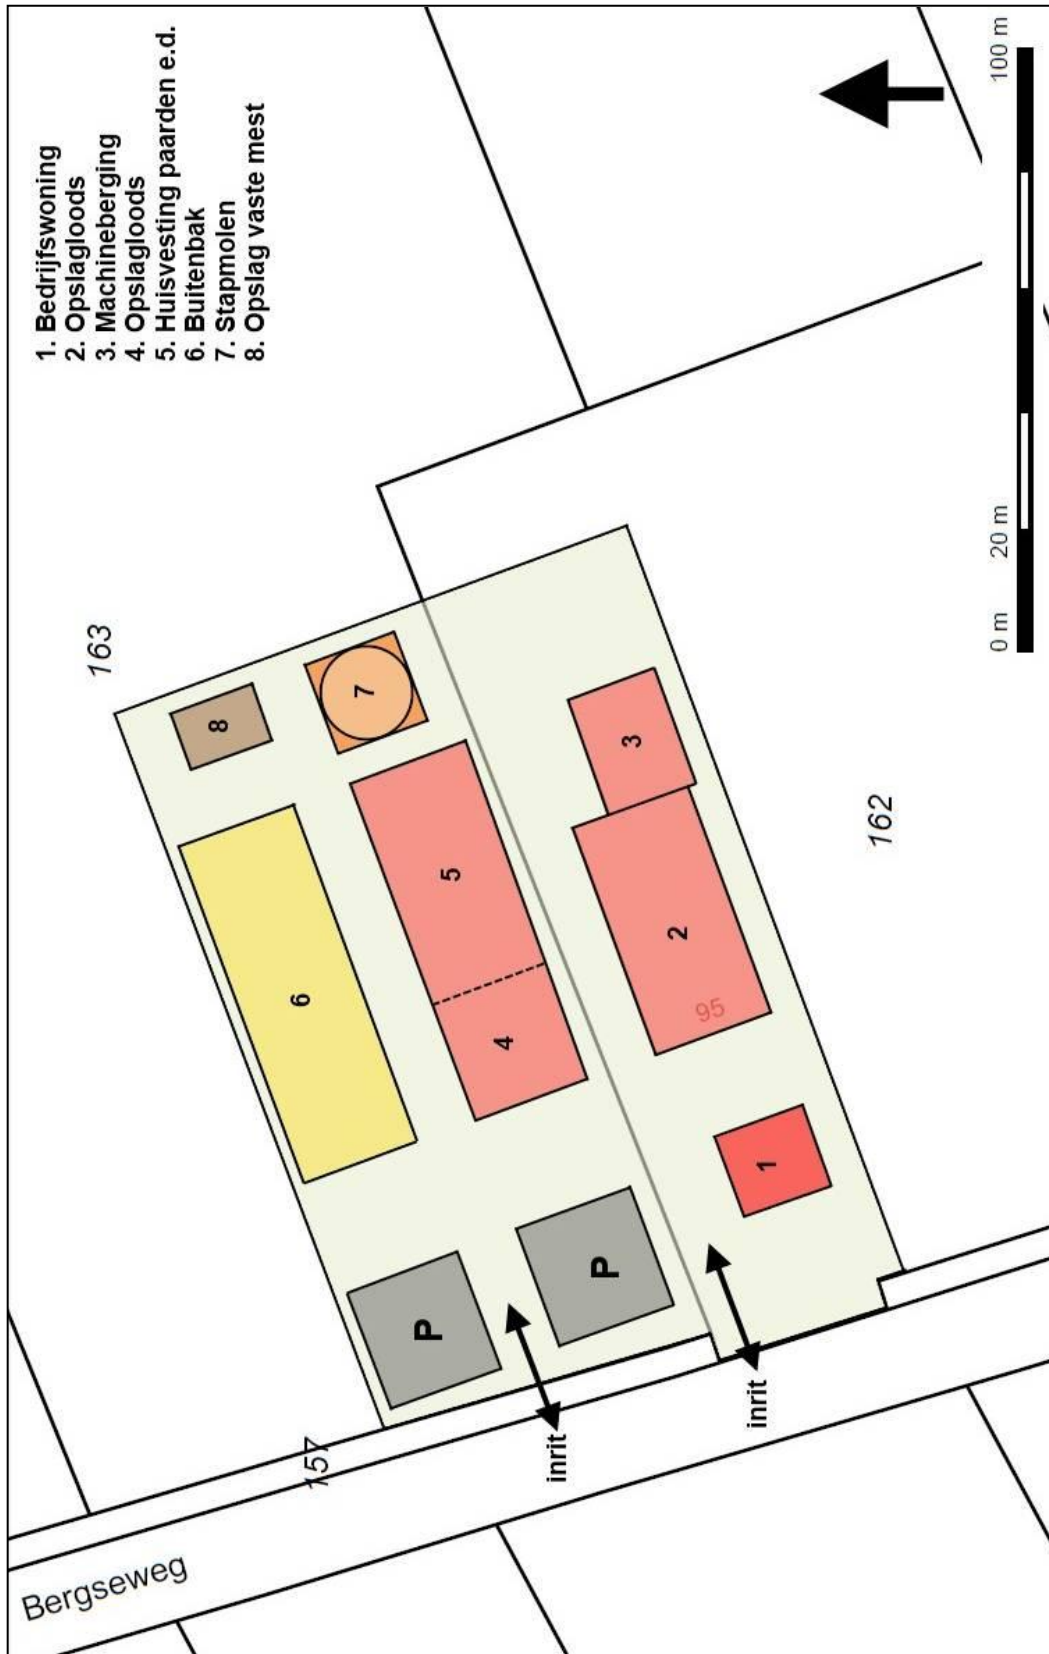 1. Bedrijfswoning
2. Opslagloods
3. Machineberging
4. Opslagloods
5. Huisvesting paarden e.d.
6. Buitenbak
7. Stapmolen
8. Opslag vaste mest
163
8
7
6
5
4
3
2
95
1
P
P
inrit
inrit
157
162
Bergseweg
0 m
20 m
100 m